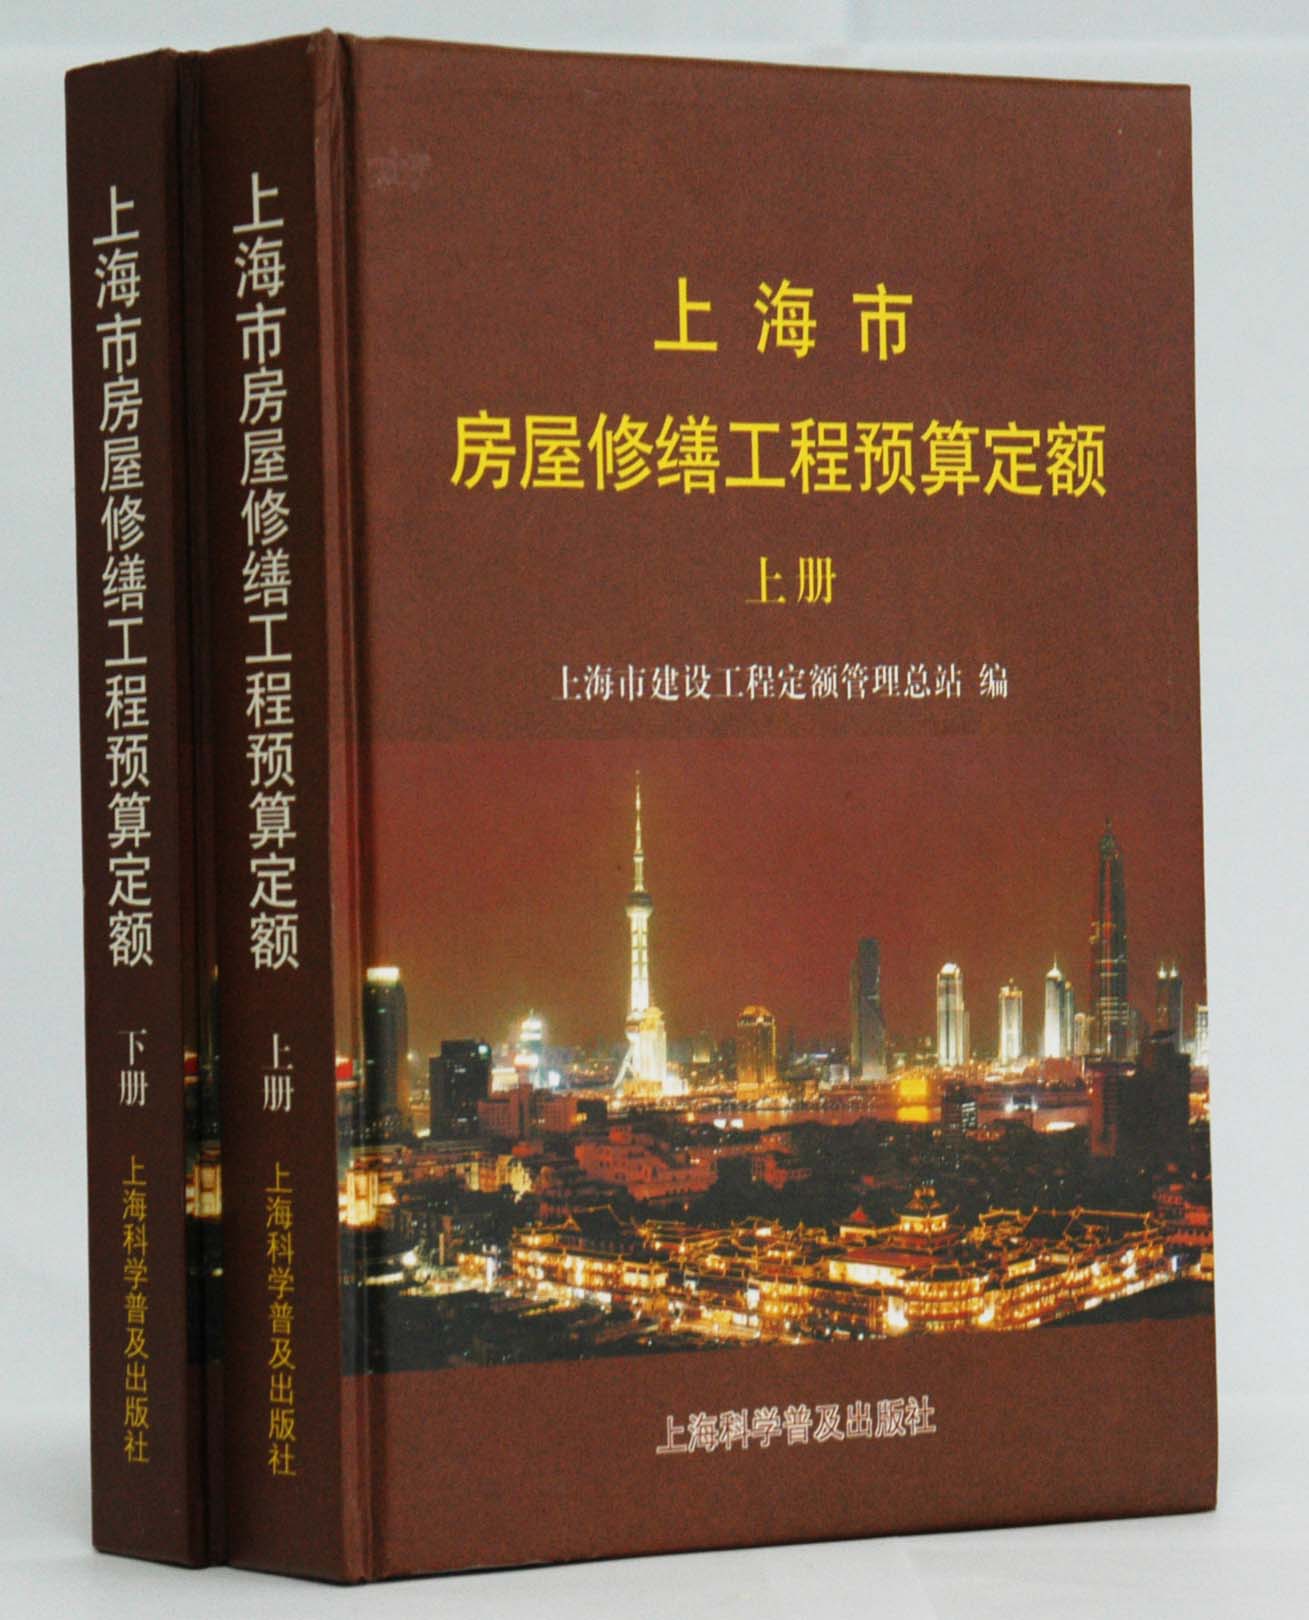 上海市房屋修缮工程预算定额 下册 上海科学普及出版社
上海市房屋修缮工程预算定额 上册 上海科学普及出版社
上海市
房屋修缮工程预算定额
上册
上海市建设工程定额管理总站 编
上海科学普及出版社